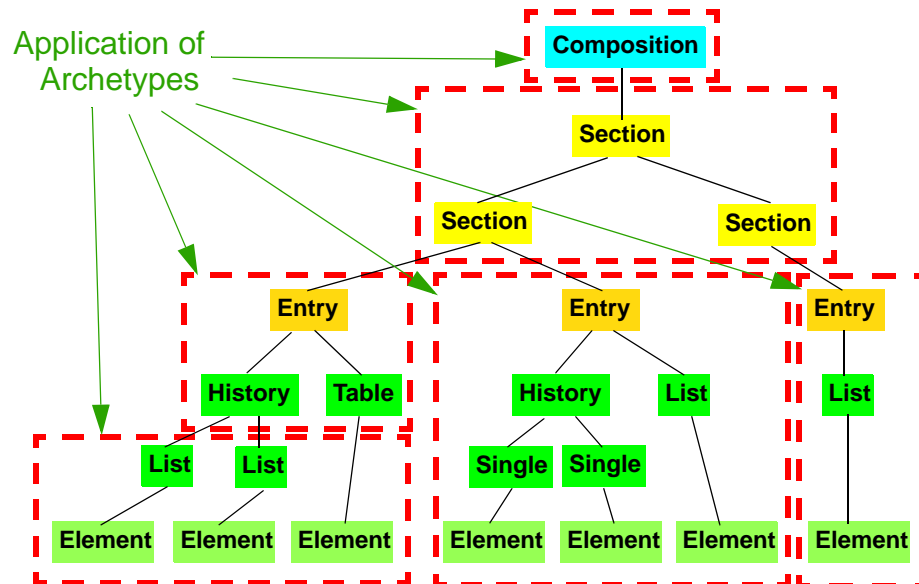 Application of
Archetypes
Composition
Section
Section
Section
Entry
Entry
Entry
History
Table
History
List
List
List
List
Single
Single
Element
Element
Element
Element
Element
Element
Element